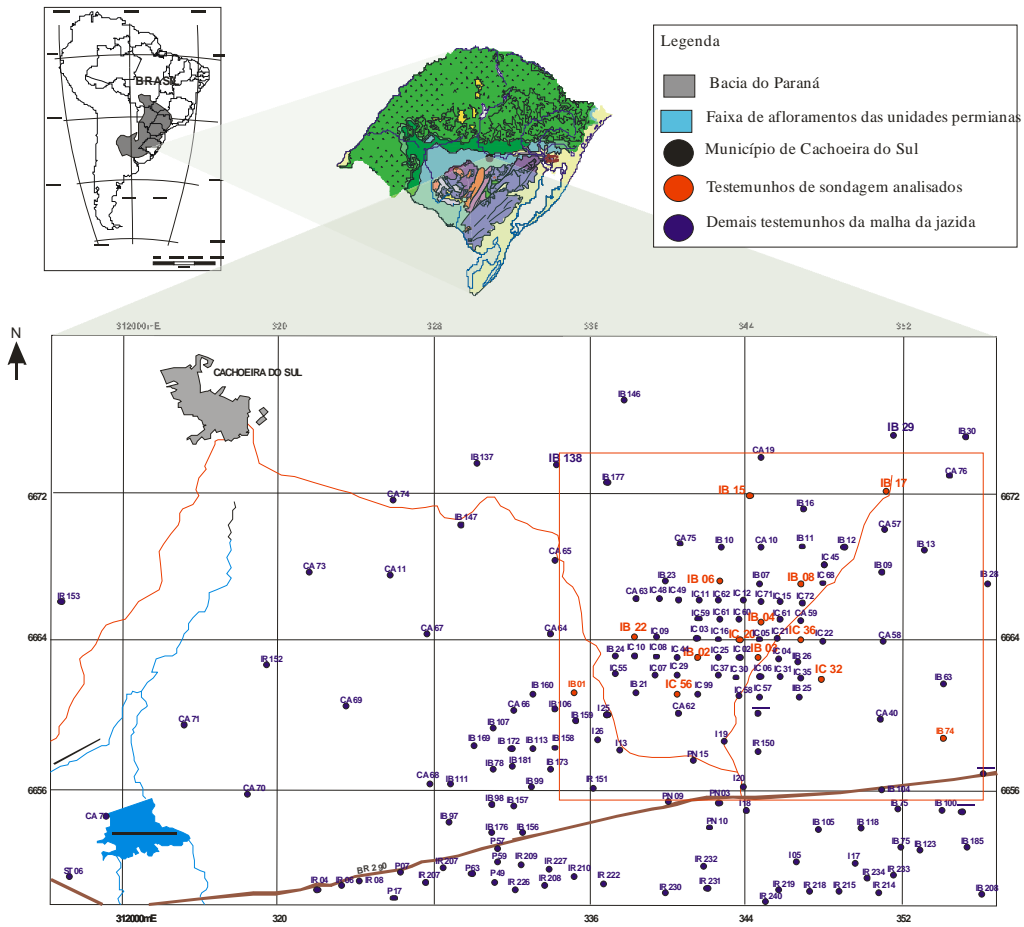 BRASIL
Legenda
Bacia do Paraná
Faixa de afloramentos das unidades permianas
Município de Cachoeira do Sul
Testemunhos de sondagem analisados
Demais testemunhos da malha da jazida
N
312000mE 320 328 336 344 352
CACHOEIRA DO SUL
IB 146
IB 29
IB 30
IB 137
IB 138
CA 19
IB 177
CA 76
IB 15
IB 17
6672
6672
CA 74
IB 16
IB 147
CA 57
CA 75
IB 10
CA 10
IB 11
IB 12
IB 13
CA 65
IC 45
CA 73
CA 11
IB 23
IB 06
IB 07
IB 08
IC 68
IB 09
IB 28
IR 153
CA 63
IC 48
IC 49
IC 11
IC 62
IC 12
IC 71
IC 15
IC 72
IC 59
IC 61
IC 60
IB 04
IC 61
CA 59
CA 67
CA 64
IB 22
IC 09
IC 03
IC 16
IC 20
IC 05
IC 21
IC 36
IC 22
CA 58
6664
6664
IR 152
IB 24
IC 10
IC 08
IC 44
IB 02
IC 25
IC 02
IB 03
IC 04
IB 26
IC 55
IC 07
IC 29
IC 37
IC 30
IC 06
IC 31
IC 35
IC 32
IB 63
IB 160
IB 01
IB 21
IC 56
IC 99
IC 58
IC 57
IB 25
CA 69
CA 66
IB 106
IB 159
I 25
CA 62
CA 40
CA 71
IB 107
IB 169
IB 172
IB 113
IB 158
I 26
I 13
I 19
IR 150
IB 74
IB 78
IB 181
IB 173
PN 15
CA 68
IB 111
IB 99
IR 151
I 20
IB 104
6656
6656
CA 70
IB 98
IB 157
PN 09
PN 03
I 18
IB 75
IB 100
CA 7
IB 97
IB 176
IB 156
PN 10
IB 105
IB 118
P 57
IB 75
IB 123
IB 185
BR 290
P 59
IR 209
IR 227
IR 232
I 05
I 17
ST 06
P 07
IR 207
P 63
IR 210
IR 233
IR 04
IR 06
IR 08
IR 207
P 49
IR 208
IR 222
IR 231
IR 234
P 17
IR 226
IR 230
IR 219
IR 218
IR 215
IR 214
IB 208
IR 240
312000mE 320 328 336 344 352